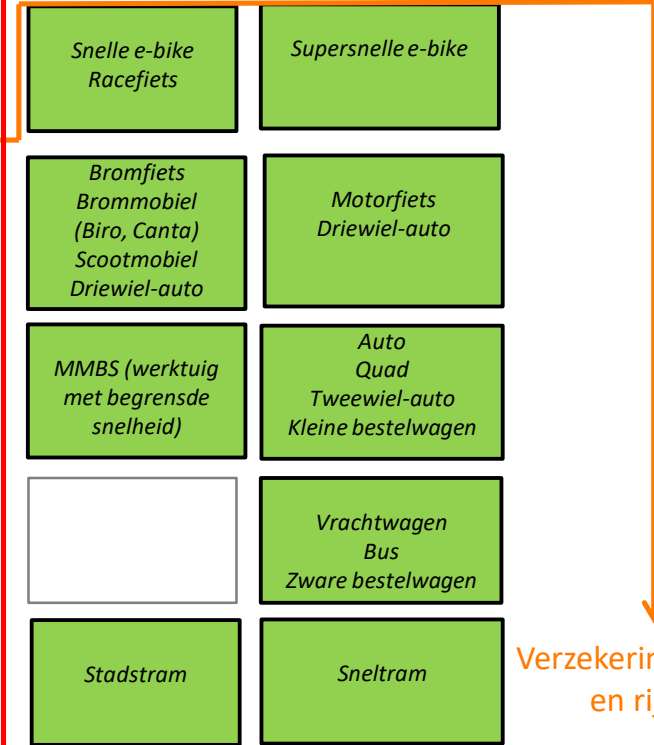 Snelle e-bike
Racefiets
Supersnelle e-bike
Bromfiets
Brommobiel
(Biro, Canta)
Scootmobiel
Driewiel-auto
Motorfiets
Driewiel-auto
MMBS (werktuig
met begrensde
snelheid)
Auto
Quad
Tweewiel-auto
Kleine bestelwagen
Vrachtwagen
Bus
Zware bestelwagen
Stadstram
Sneltram
en